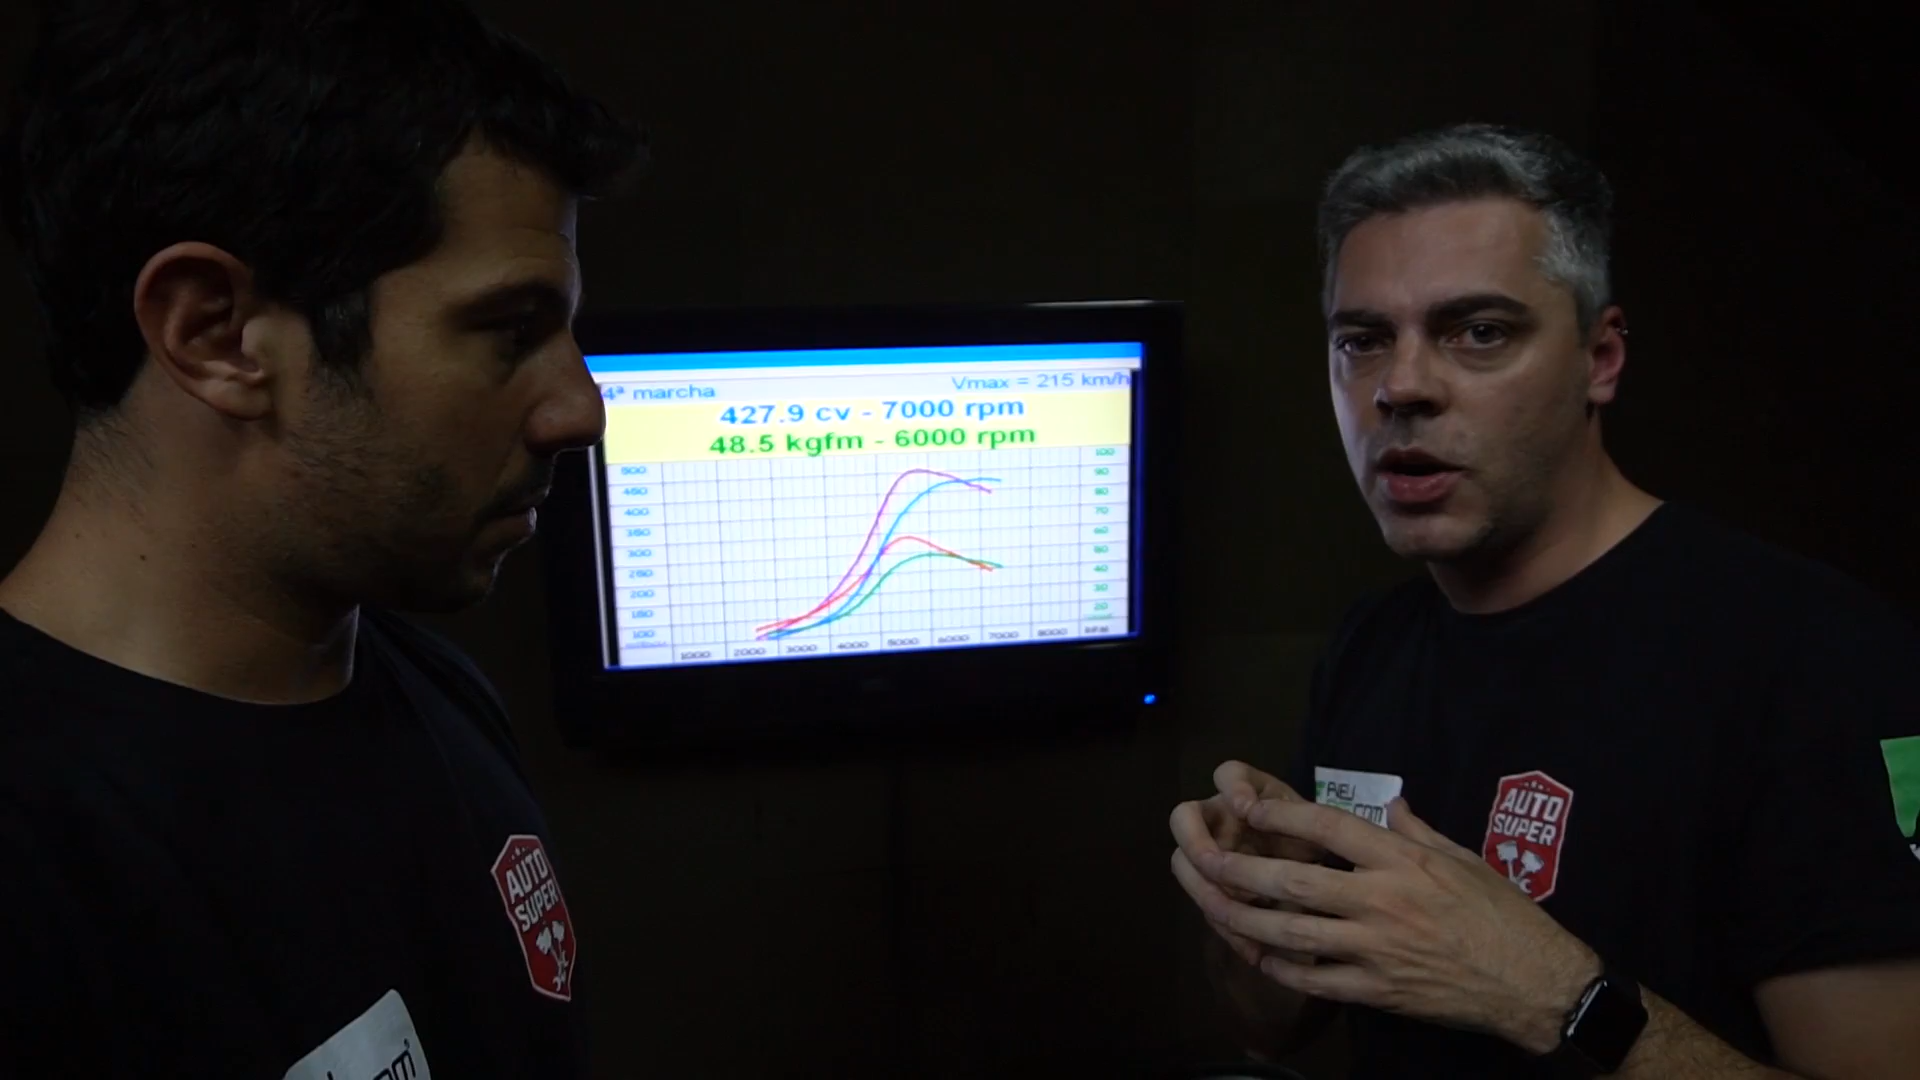 4ª marcha
Vmax = 215 km/h
427.9 cv - 7000 rpm
48.5 kgfm - 6000 rpm
500
450
400
350
300
250
200
150
100
100
90
80
70
60
50
40
30
20
1000 2000 3000 4000 5000 6000 7000 8000 RPM
AUTO
SUPER
AUTO
SUPER